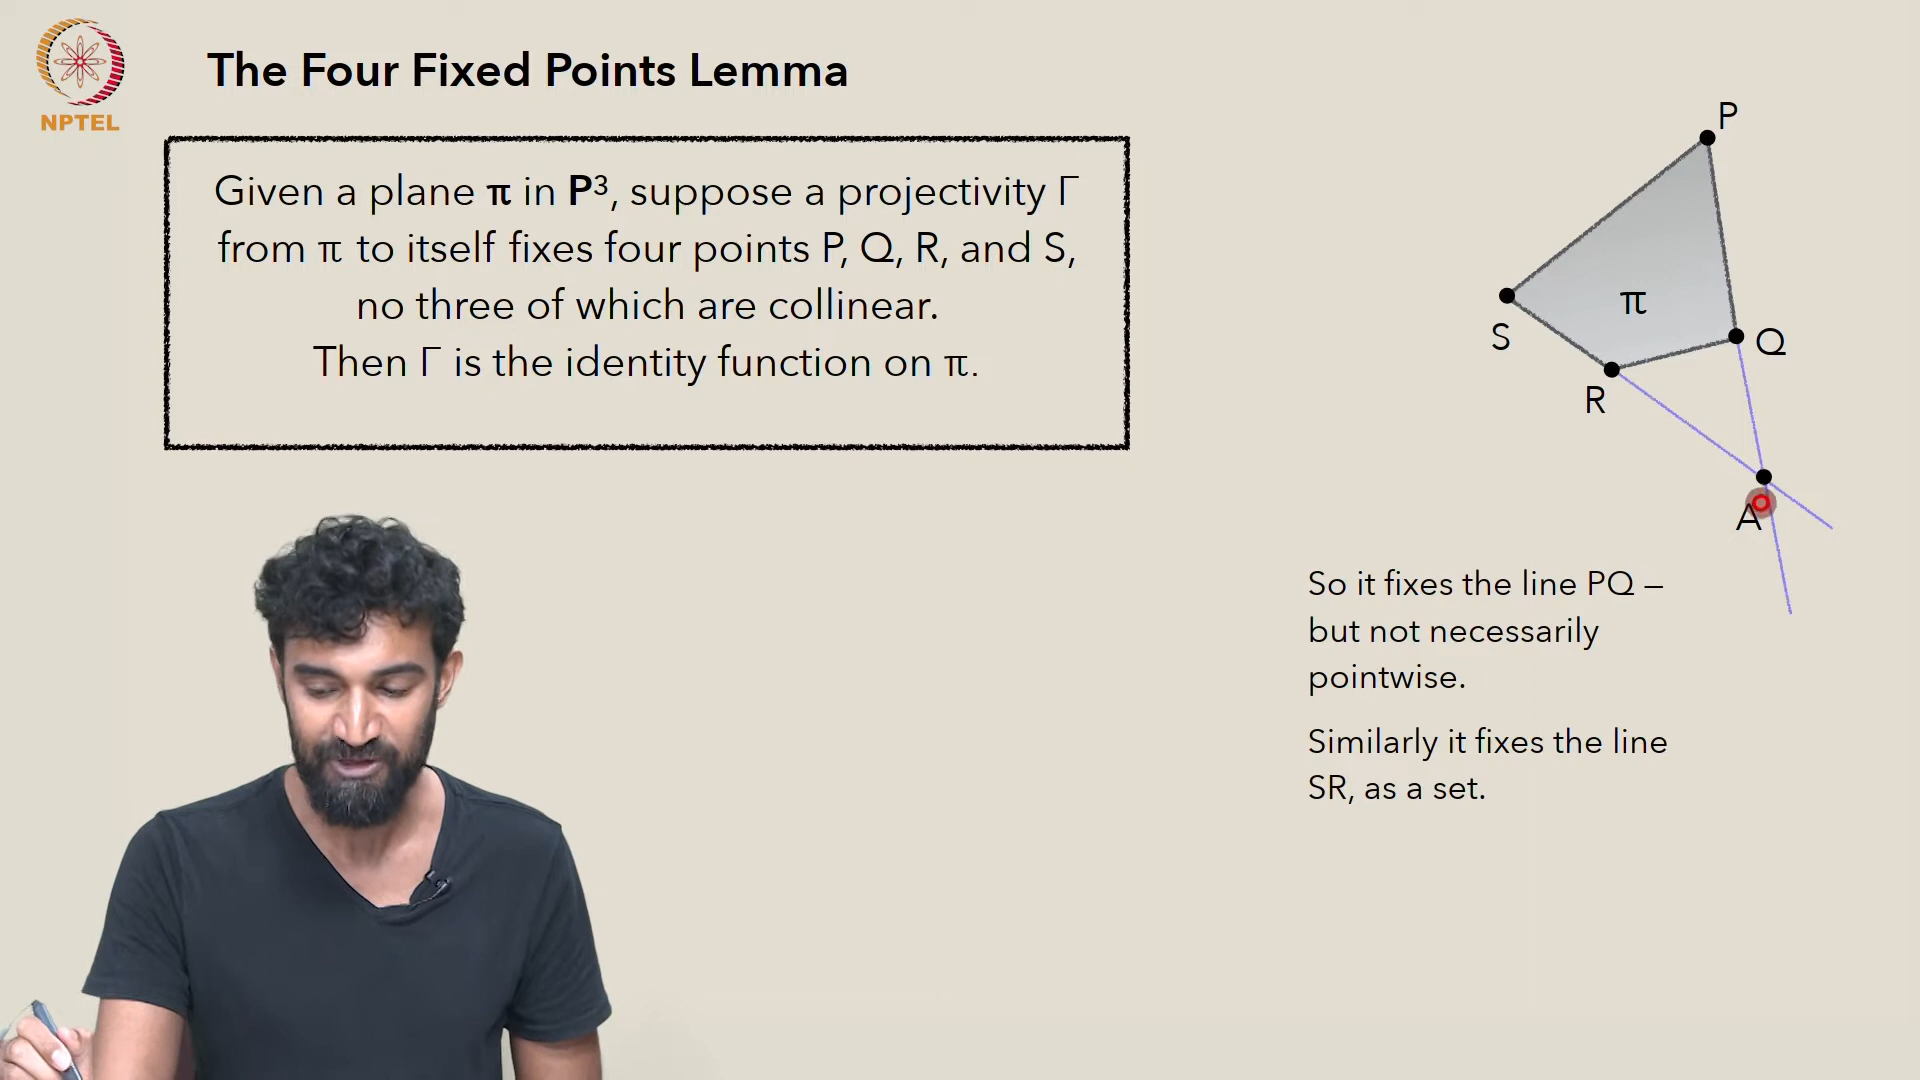 NPTEL
The Four Fixed Points Lemma
Given a plane π in P³, suppose a projectivity Γ
from π to itself fixes four points P, Q, R, and S,
no three of which are collinear.
Then Γ is the identity function on π.
P
π
S
Q
R
A
So it fixes the line PQ –
but not necessarily
pointwise.
Similarly it fixes the line
SR, as a set.